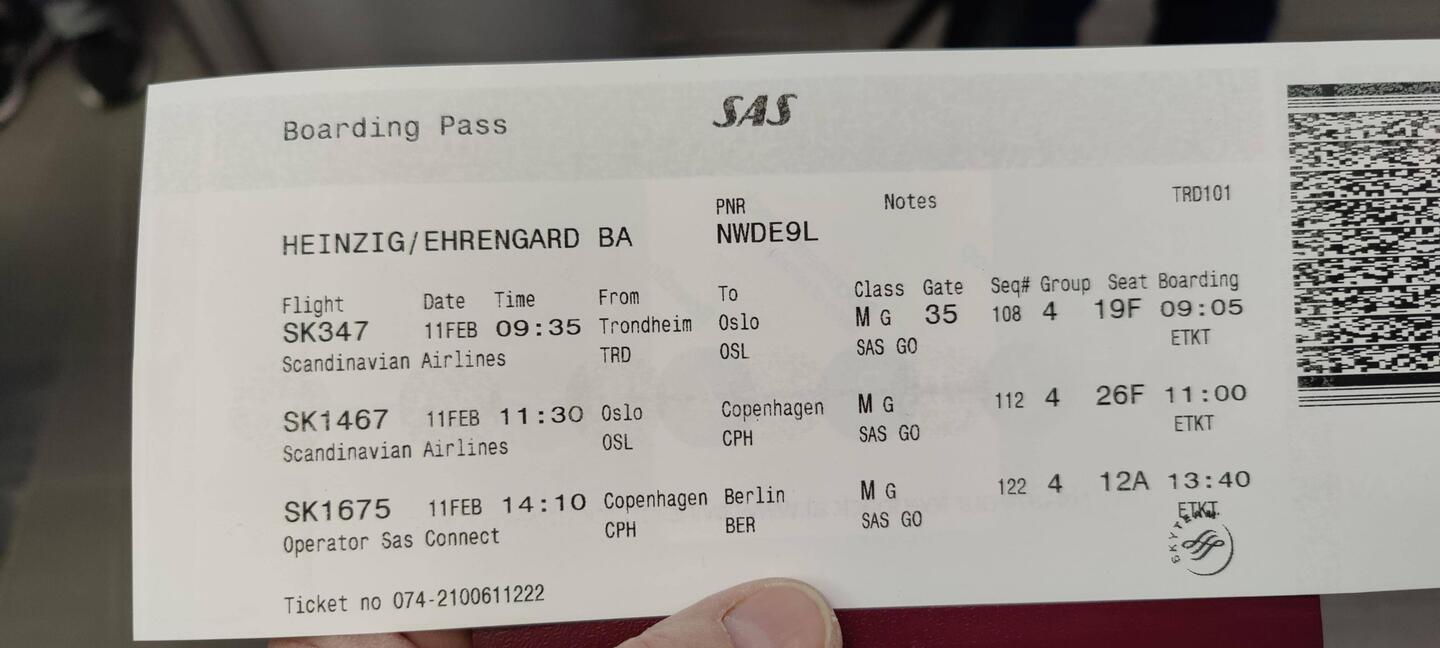 Boarding Pass SAS
PNR Notes TRD101
HEINZIG/EHRENGARD BA NWDE9L
Flight Date Time From To Class Gate Seq# Group Seat Boarding
SK347 11FEB 09:35 Trondheim Oslo M G 35 108 4 19F 09:05
Scandinavian Airlines TRD OSL SAS GO ETKT
SK1467 11FEB 11:30 Oslo Copenhagen M G 112 4 26F 11:00
Scandinavian Airlines OSL CPH SAS GO ETKT
SK1675 11FEB 14:10 Copenhagen Berlin M G 122 4 12A 13:40
Operator Sas Connect CPH BER SAS GO ETKT
SKYTEAM
Ticket no 074-2100611222